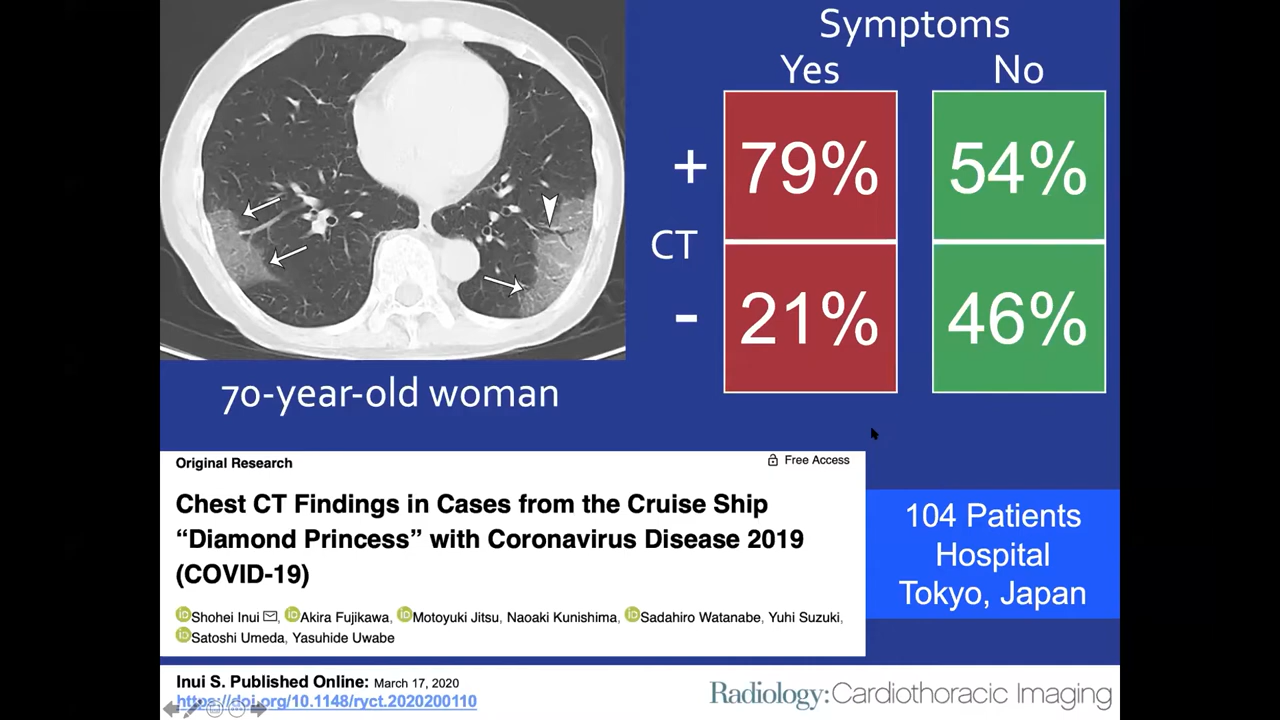 Symptoms
Yes No
+ 79% 54%
CT
- 21% 46%
70-year-old woman
Original Research
Free Access
Chest CT Findings in Cases from the Cruise Ship
“Diamond Princess” with Coronavirus Disease 2019
(COVID-19)
Shohei Inui, Akira Fujikawa, Motoyuki Jitsu, Naoaki Kunishima, Sadahiro Watanabe, Yuhi Suzuki,
Satoshi Umeda, Yasuhide Uwabe
104 Patients
Hospital
Tokyo, Japan
Inui S. Published Online: March 17, 2020
https://doi.org/10.1148/ryct.2020200110
Radiology: Cardiothoracic Imaging